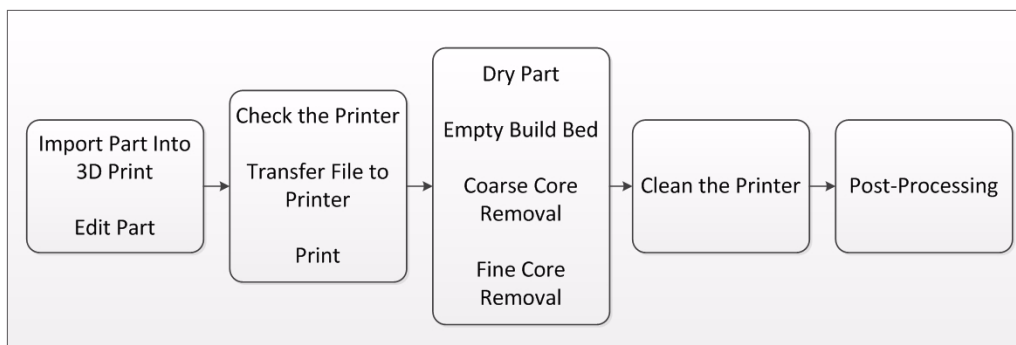 Import Part Into
3D Print
Edit Part
Check the Printer
Transfer File to
Printer
Print
Dry Part
Empty Build Bed
Coarse Core
Removal
Fine Core
Removal
Clean the Printer
Post-Processing